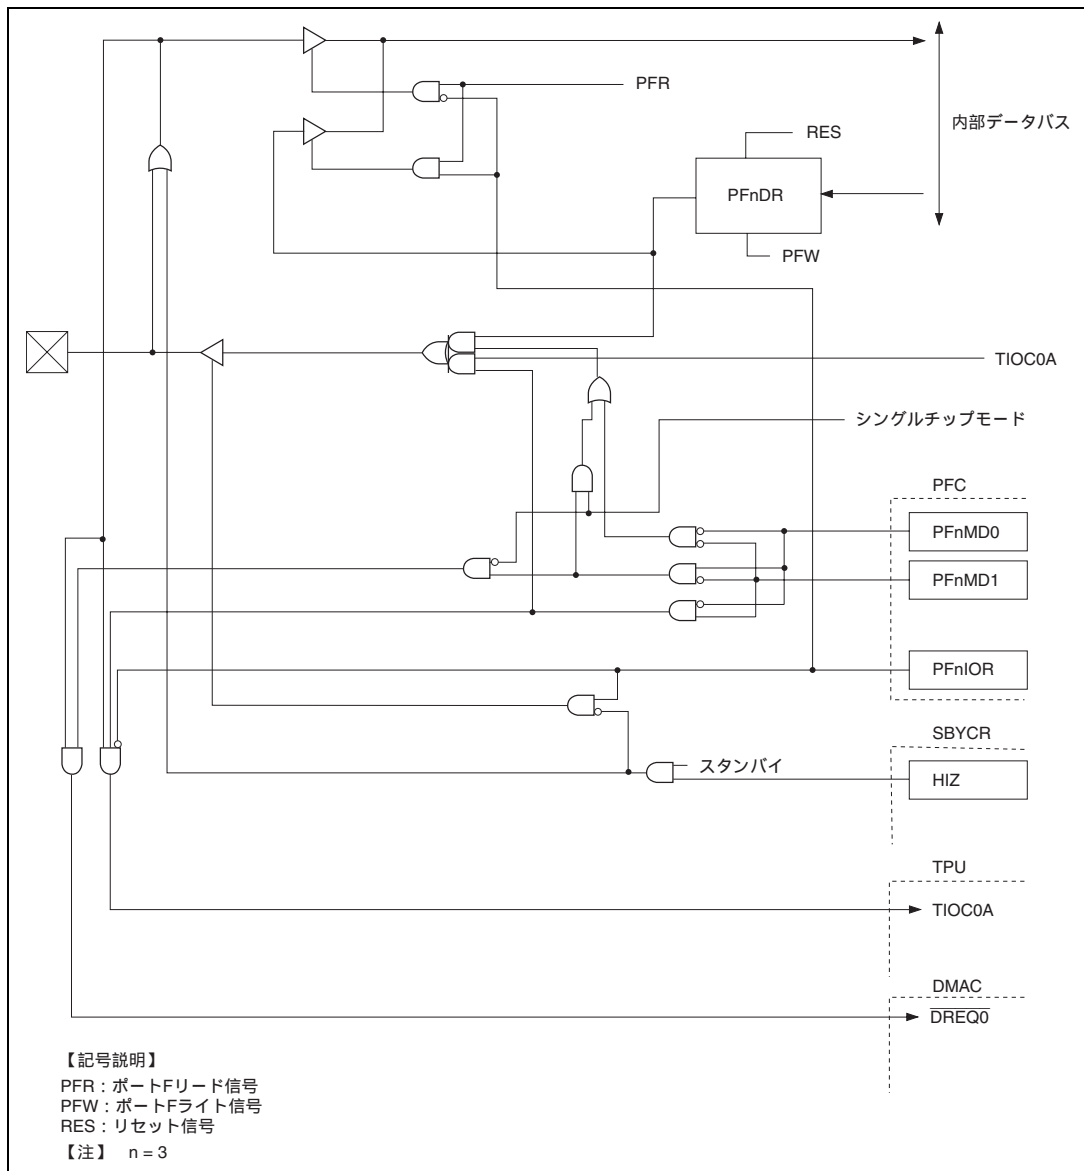 PFR
内部データバス
RES
PFnDR
PFW
TIOC0A
シングルチップモード
PFC
PFnMD0
PFnMD1
PFnIOR
SBYCR
スタンバイ
HIZ
TPU
TIOC0A
DMAC
DREQ0
【記号説明】
PFR：ポートFリード信号
PFW：ポートFライト信号
RES：リセット信号
【注】 n = 3